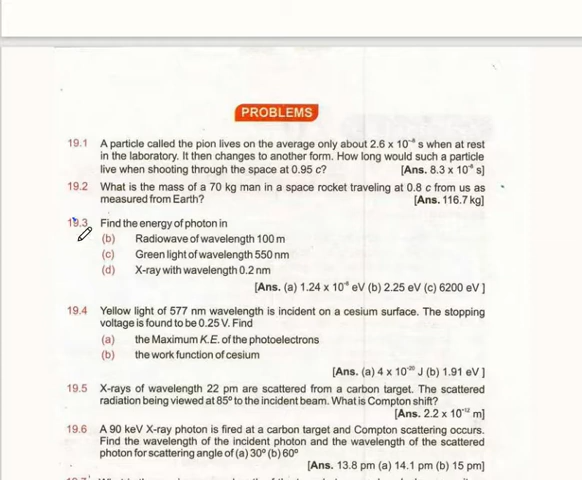 PROBLEMS
19.1 A particle called the pion lives on the average only about 2.6 x 10⁻⁸ s when at rest
in the laboratory. It then changes to another form. How long would such a particle
live when shooting through the space at 0.95 c? [Ans. 8.3 x 10⁻⁸ s]
19.2 What is the mass of a 70 kg man in a space rocket traveling at 0.8 c from us as
measured from Earth? [Ans. 116.7 kg]
19.3 Find the energy of photon in
(b) Radiowave of wavelength 100 m
(c) Green light of wavelength 550 nm
(d) X-ray with wavelength 0.2 nm
[Ans. (a) 1.24 x 10⁻⁸ eV (b) 2.25 eV (c) 6200 eV ]
19.4 Yellow light of 577 nm wavelength is incident on a cesium surface. The stopping
voltage is found to be 0.25 V. Find
(a) the Maximum K.E. of the photoelectrons
(b) the work function of cesium
[Ans. (a) 4 x 10⁻²⁰ J (b) 1.91 eV ]
19.5 X-rays of wavelength 22 pm are scattered from a carbon target. The scattered
radiation being viewed at 85° to the incident beam. What is Compton shift?
[Ans. 2.2 x 10⁻¹² m]
19.6 A 90 keV X-ray photon is fired at a carbon target and Compton scattering occurs.
Find the wavelength of the incident photon and the wavelength of the scattered
photon for scattering angle of (a) 30° (b) 60°
[Ans. 13.8 pm (a) 14.1 pm (b) 15 pm]